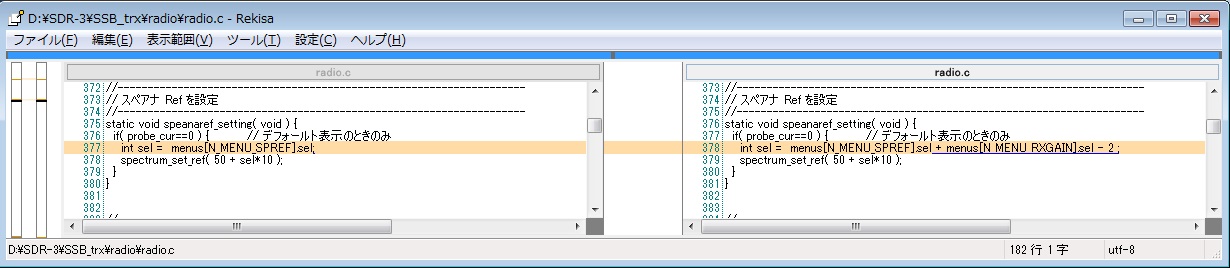 D:¥SDR-3¥SSB_trx¥radio¥radio.c - Rekisa
ファイル(F) 編集(E) 表示範囲(V) ツール(T) 設定(C) ヘルプ(H)
radio.c
372 //------------------------------------------------------------------------
373 // スペアナ Ref を設定
374 //------------------------------------------------------------------------
375 static void speanaref_setting( void ) {
376 if( probe_cur==0 ) { // デフォールト表示のときのみ
377 int sel = menus[N_MENU_SPREF].sel;
378 spectrum_set_ref( 50 + sel*10 );
379 }
380 }
381
382
radio.c
373 //------------------------------------------------------------------------
374 // スペアナ Ref を設定
375 //------------------------------------------------------------------------
376 static void speanaref_setting( void ) {
377 if( probe_cur==0 ) { // デフォールト表示のときのみ
378 int sel = menus[N_MENU_SPREF].sel + menus[N_MENU_RXGAIN].sel - 2 ;
379 spectrum_set_ref( 50 + sel*10 );
380 }
381 }
382
383
D:¥SDR-3¥SSB_trx¥radio¥radio.c 182 行 1 字 utf-8